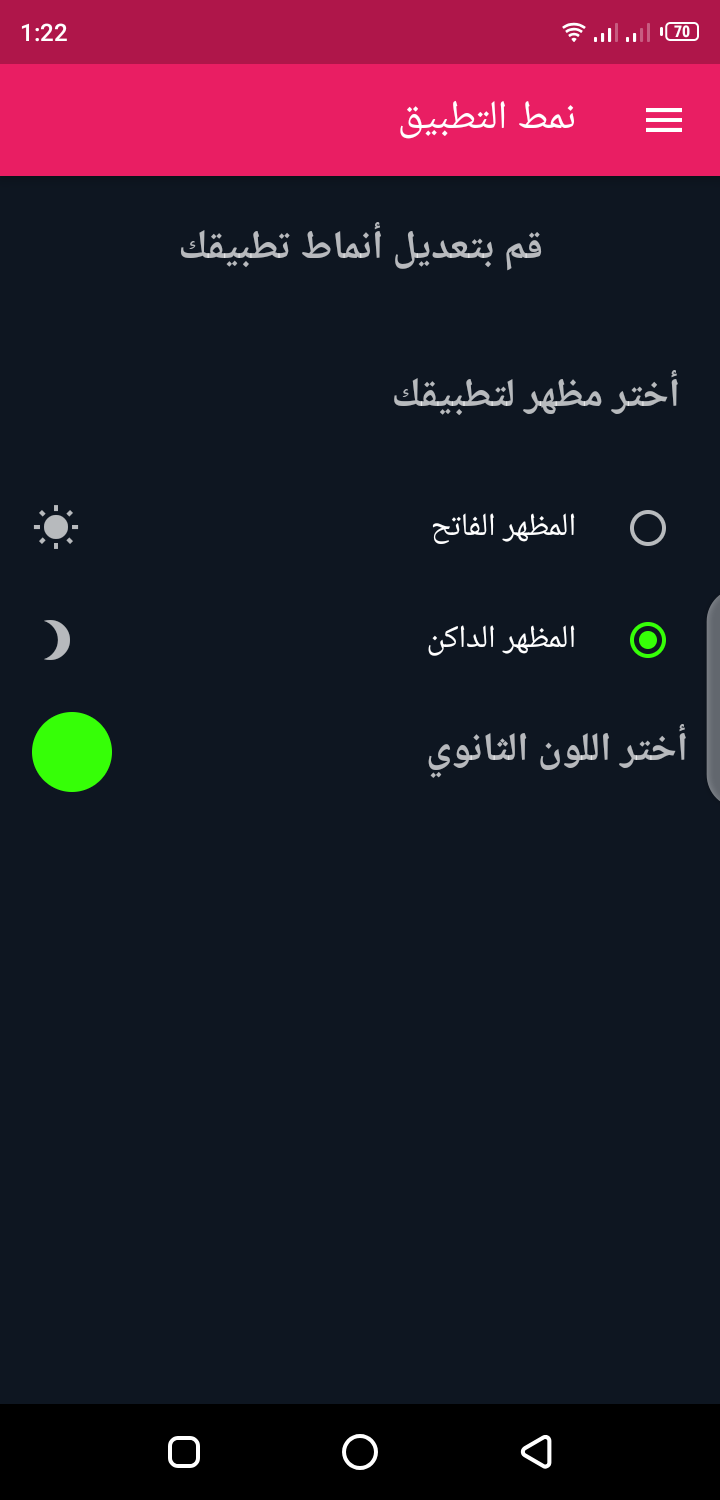 1:22
70
نمط التطبيق
قم بتعديل أنماط تطبيقك
أختر مظهر لتطبيقك
المظهر الفاتح
المظهر الداكن
أختر اللون الثانوي